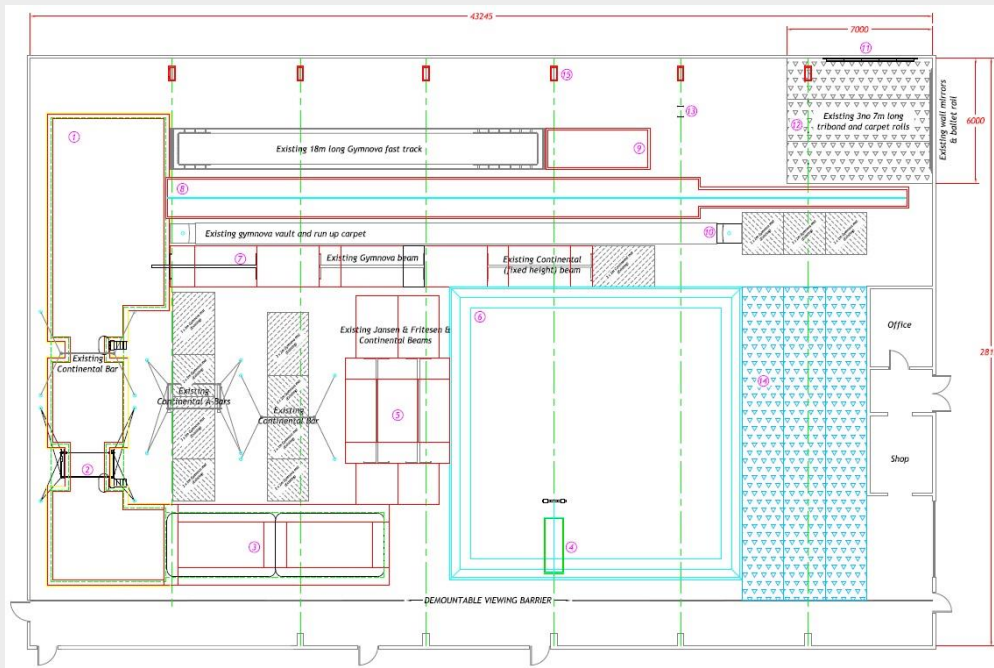 43245
7000
11
15
13
1
12
Existing 3no 7m long
tribond and carpet rolls
6000
Existing wall mirrors
& ballet rail
Existing 18m long Gymnova fast track
9
8
Existing gymnova vault and run up carpet
10
7
Existing Gymnova beam
Existing Continental
(fixed height) beam
6
Office
Existing Jansen & Fritesen &
Continental Beams
281
Existing
Continental Bar
14
Existing
Continental A-Bars
Existing
Continental Bar
5
2
Shop
3
4
DEMOUNTABLE VIEWING BARRIER